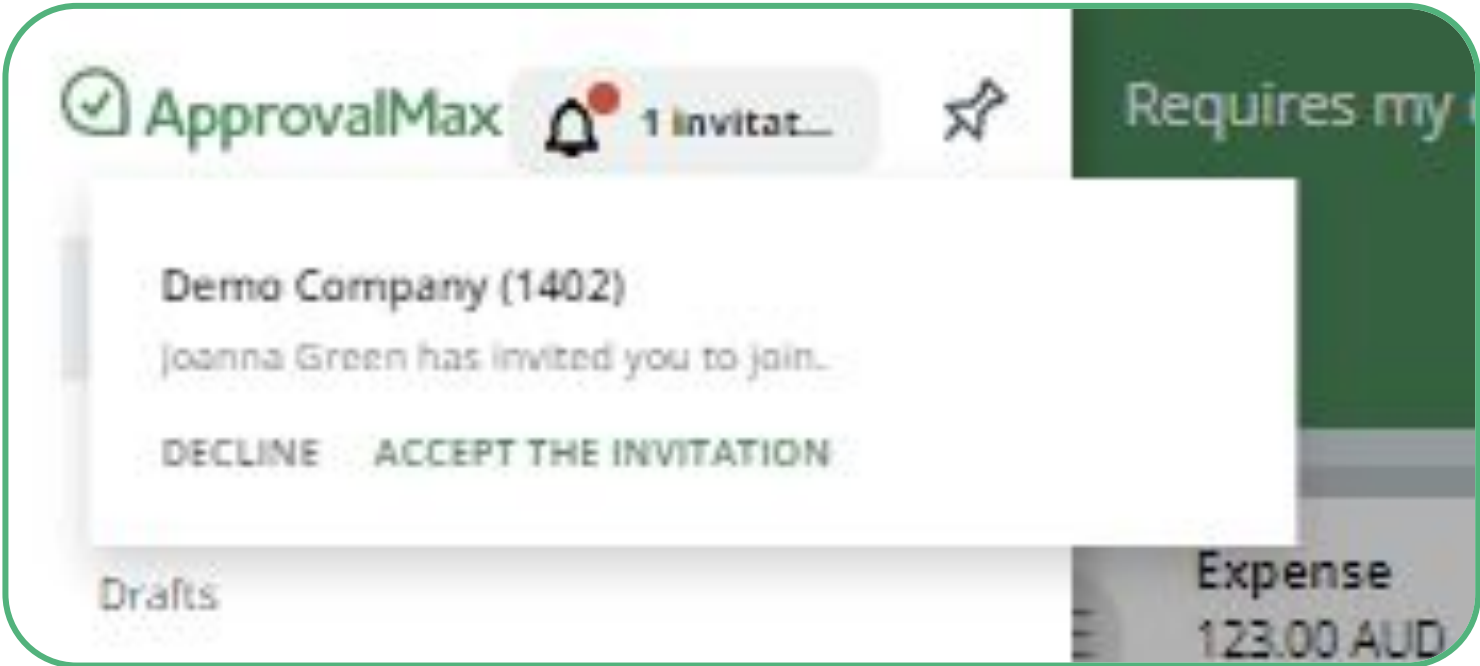 ApprovalMax
1 invitat...
Requires my
Demo Company (1402)
Joanna Green has invited you to join.
DECLINE ACCEPT THE INVITATION
Drafts
Expense
123.00 AUD